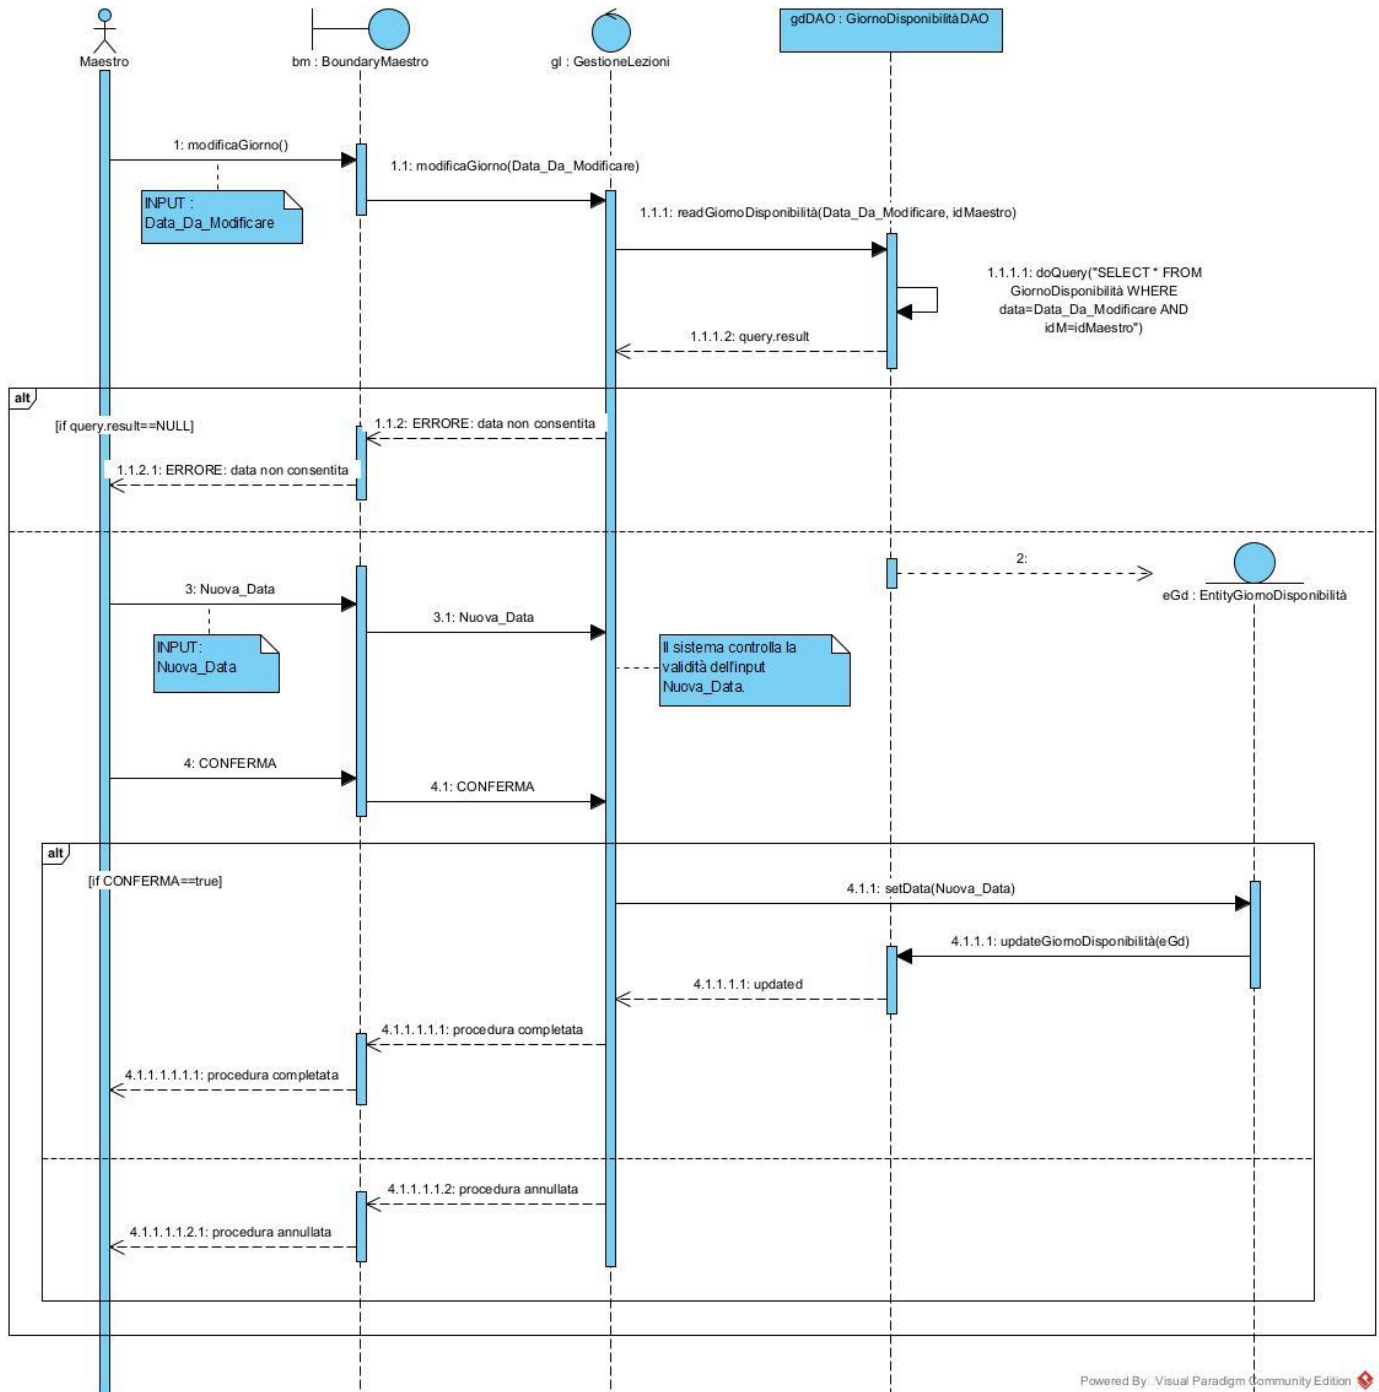 gdDAO : GiornoDisponibilitàDAO
Maestro
bm : BoundaryMaestro
gl : GestioneLezioni
1: modificaGiorno()
1.1: modificaGiorno(Data_Da_Modificare)
INPUT :
Data_Da_Modificare
1.1.1: readGiornoDisponibilità(Data_Da_Modificare, idMaestro)
1.1.1.1: doQuery("SELECT * FROM
GiornoDisponibilità WHERE
data=Data_Da_Modificare AND
idM=idMaestro")
1.1.1.2: query.result
alt
[if query.result==NULL]
1.1.2: ERRORE: data non consentita
1.1.2.1: ERRORE: data non consentita
2:
eGd : EntityGiornoDisponibilità
3: Nuova_Data
3.1: Nuova_Data
INPUT:
Nuova_Data
Il sistema controlla la
validità dell'input
Nuova_Data.
4: CONFERMA
4.1: CONFERMA
alt
[if CONFERMA==true]
4.1.1: setData(Nuova_Data)
4.1.1.1: updateGiornoDisponibilità(eGd)
4.1.1.1.1: updated
4.1.1.1.1.1: procedura completata
4.1.1.1.1.1.1: procedura completata
4.1.1.1.1.2: procedura annullata
4.1.1.1.1.2.1: procedura annullata
Powered By Visual Paradigm Community Edition